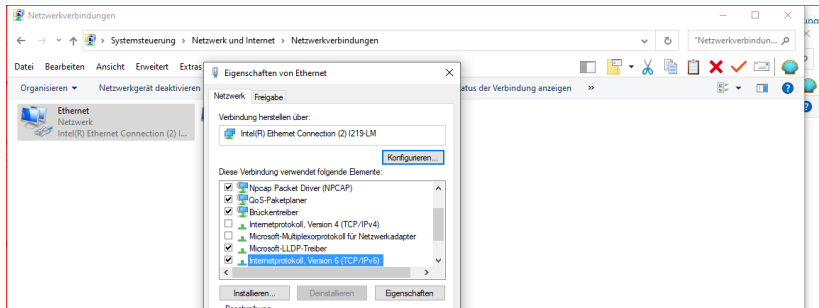 Netzwerkverbindungen
Systemsteuerung > Netzwerk und Internet > Netzwerkverbindungen
"Netzwerkverbindun...
Datei Bearbeiten Ansicht Erweitert Extras
Organisieren Netzwerkgerät deaktivieren
atus der Verbindung anzeigen »
Ethernet
Netzwerk
Intel(R) Ethernet Connection (2) I...
Eigenschaften von Ethernet
Netzwerk Freigabe
Verbindung herstellen über:
Intel(R) Ethernet Connection (2) I219-LM
Konfigurieren...
Diese Verbindung verwendet folgende Elemente:
Npcap Packet Driver (NPCAP)
QoS-Paketplaner
Brückentreiber
Internetprotokoll, Version 4 (TCP/IPv4)
Microsoft-Multiplexorprotokoll für Netzwerkadapter
Microsoft-LLDP-Treiber
Internetprotokoll, Version 6 (TCP/IPv6)
Installieren... Deinstallieren Eigenschaften